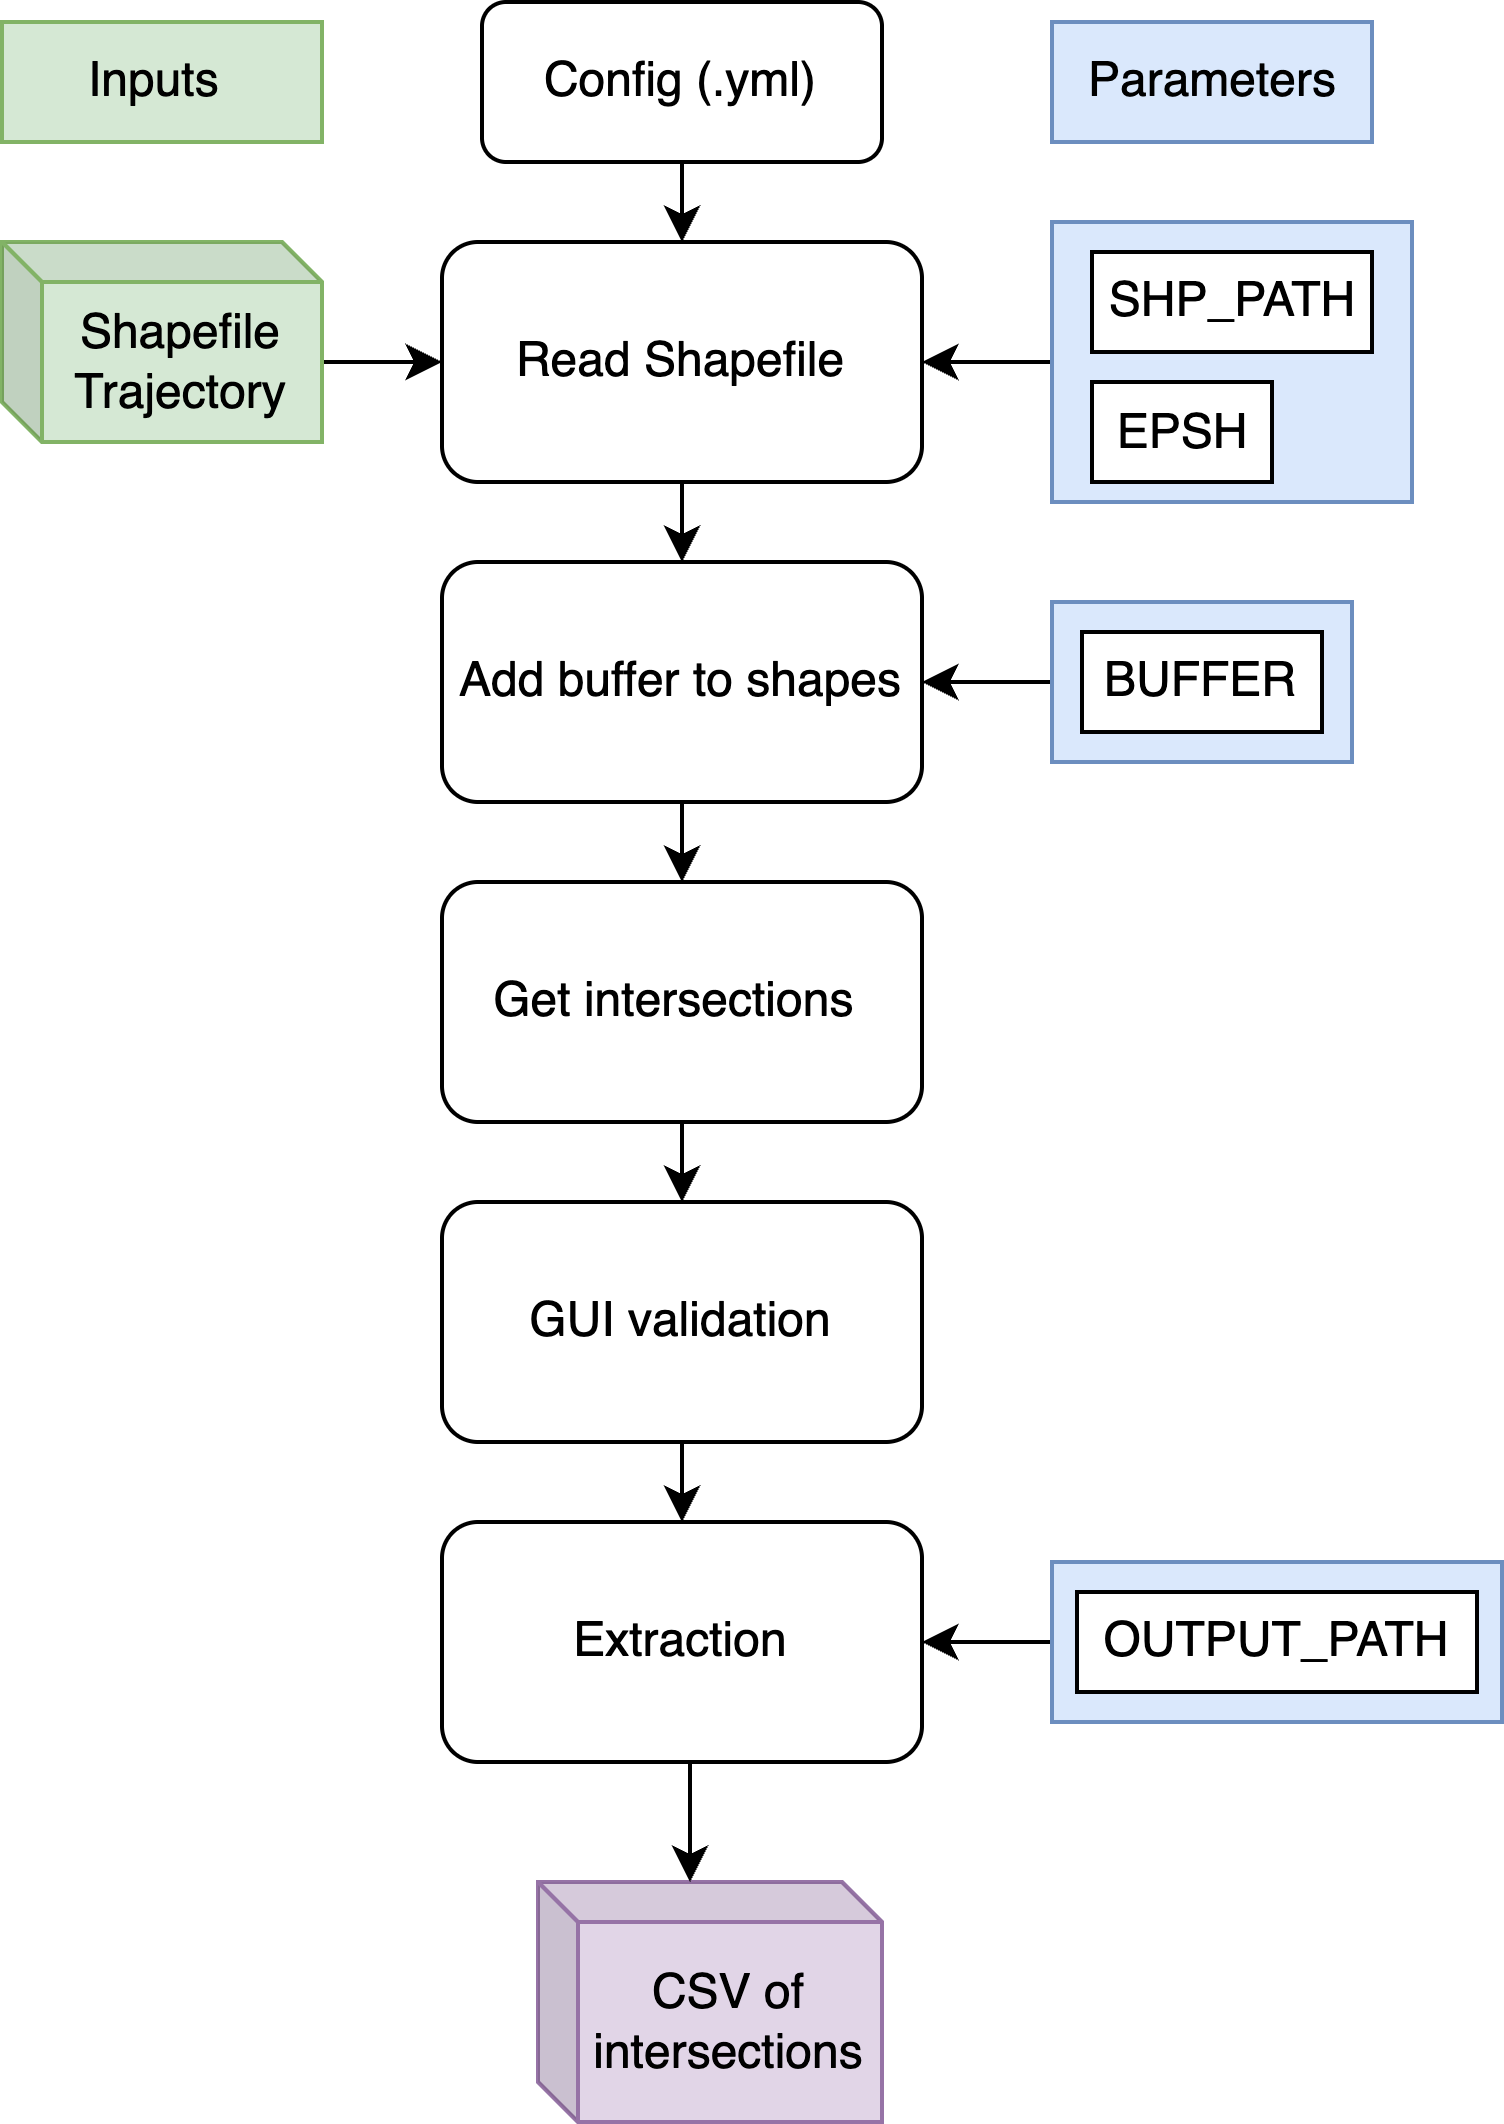 Inputs
Config (.yml)
Parameters
Shapefile
Trajectory
Read Shapefile
SHP_PATH
EPSH
Add buffer to shapes
BUFFER
Get intersections
GUI validation
Extraction
OUTPUT_PATH
CSV of
intersections